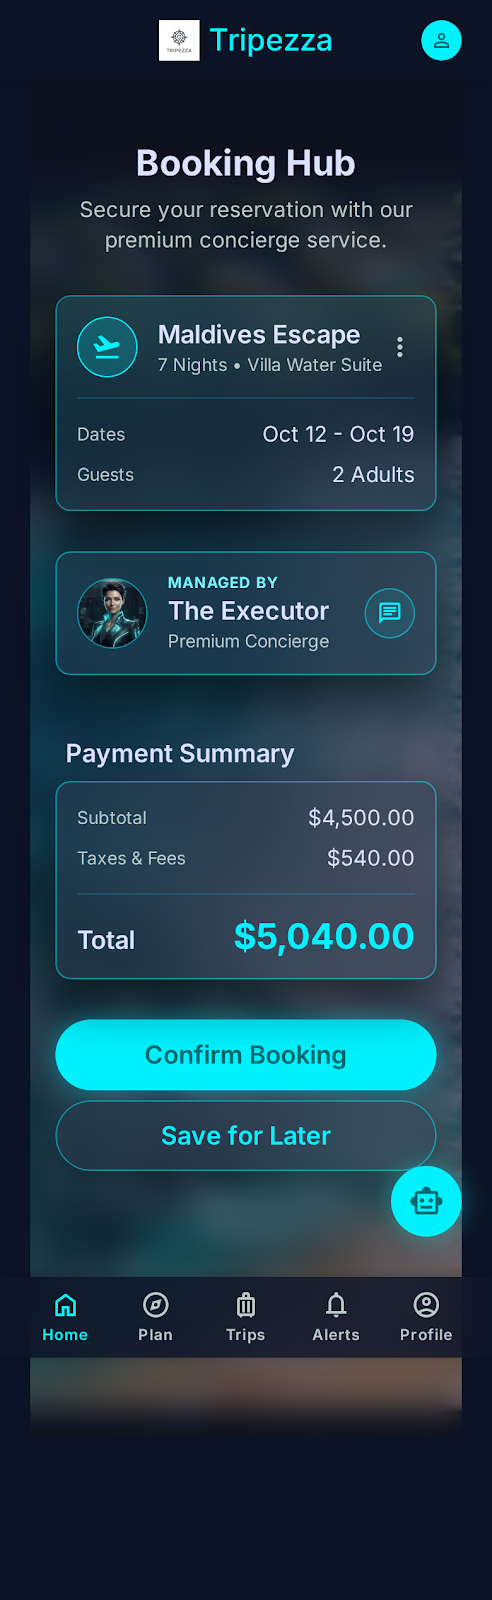 TRIPEZZA
Tripezza
Booking Hub
Secure your reservation with our
premium concierge service.
Maldives Escape
7 Nights • Villa Water Suite
Dates
Oct 12 - Oct 19
Guests
2 Adults
MANAGED BY
The Executor
Premium Concierge
Payment Summary
Subtotal
$4,500.00
Taxes & Fees
$540.00
Total
$5,040.00
Confirm Booking
Save for Later
Home
Plan
Trips
Alerts
Profile